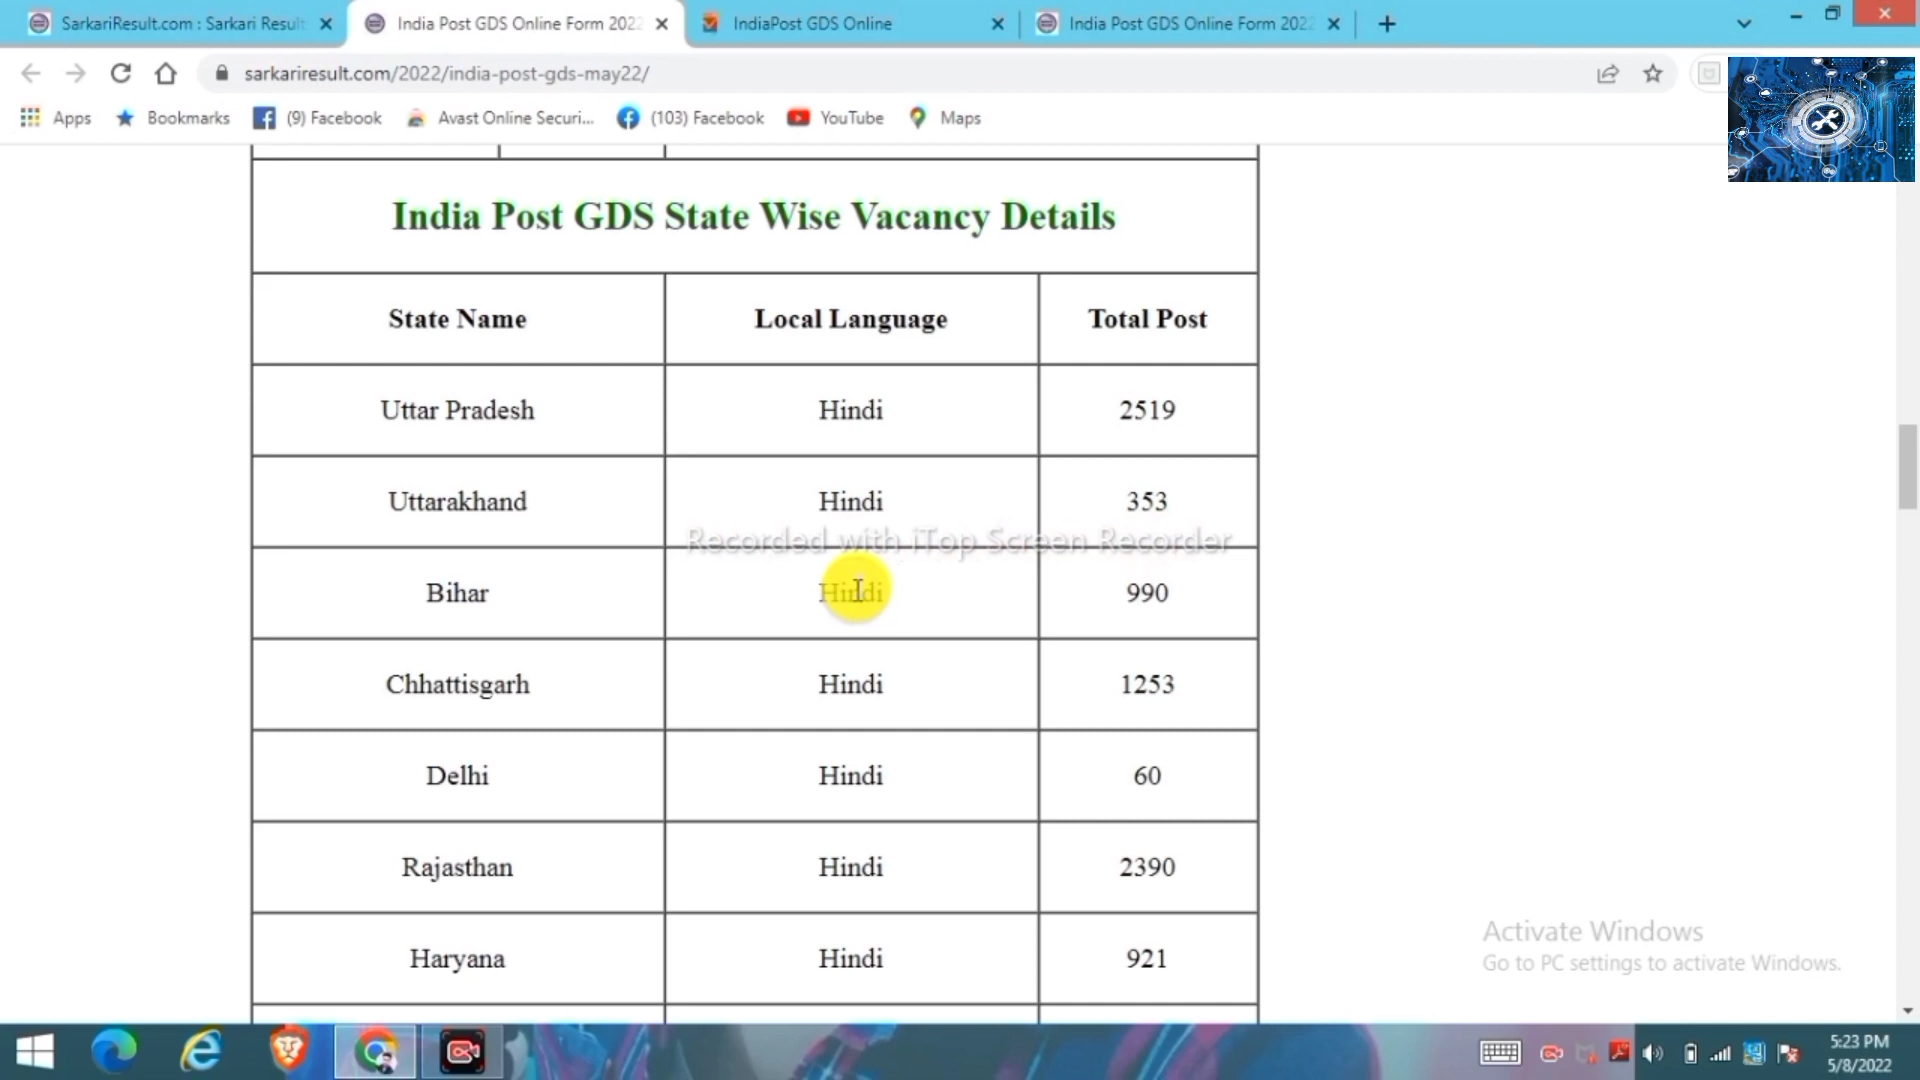 SarkariResult.com : Sarkari Result
India Post GDS Online Form 2022
IndiaPost GDS Online
India Post GDS Online Form 2022
sarkariresult.com/2022/india-post-gds-may22/
Apps
Bookmarks
(9) Facebook
Avast Online Securi...
(103) Facebook
YouTube
Maps
India Post GDS State Wise Vacancy Details
State Name Local Language Total Post
Uttar Pradesh Hindi 2519
Uttarakhand Hindi 353
Recorded with iTop Screen Recorder
Bihar Hindi 990
Chhattisgarh Hindi 1253
Delhi Hindi 60
Rajasthan Hindi 2390
Haryana Hindi 921
Activate Windows
Go to PC settings to activate Windows.
5:23 PM
5/8/2022